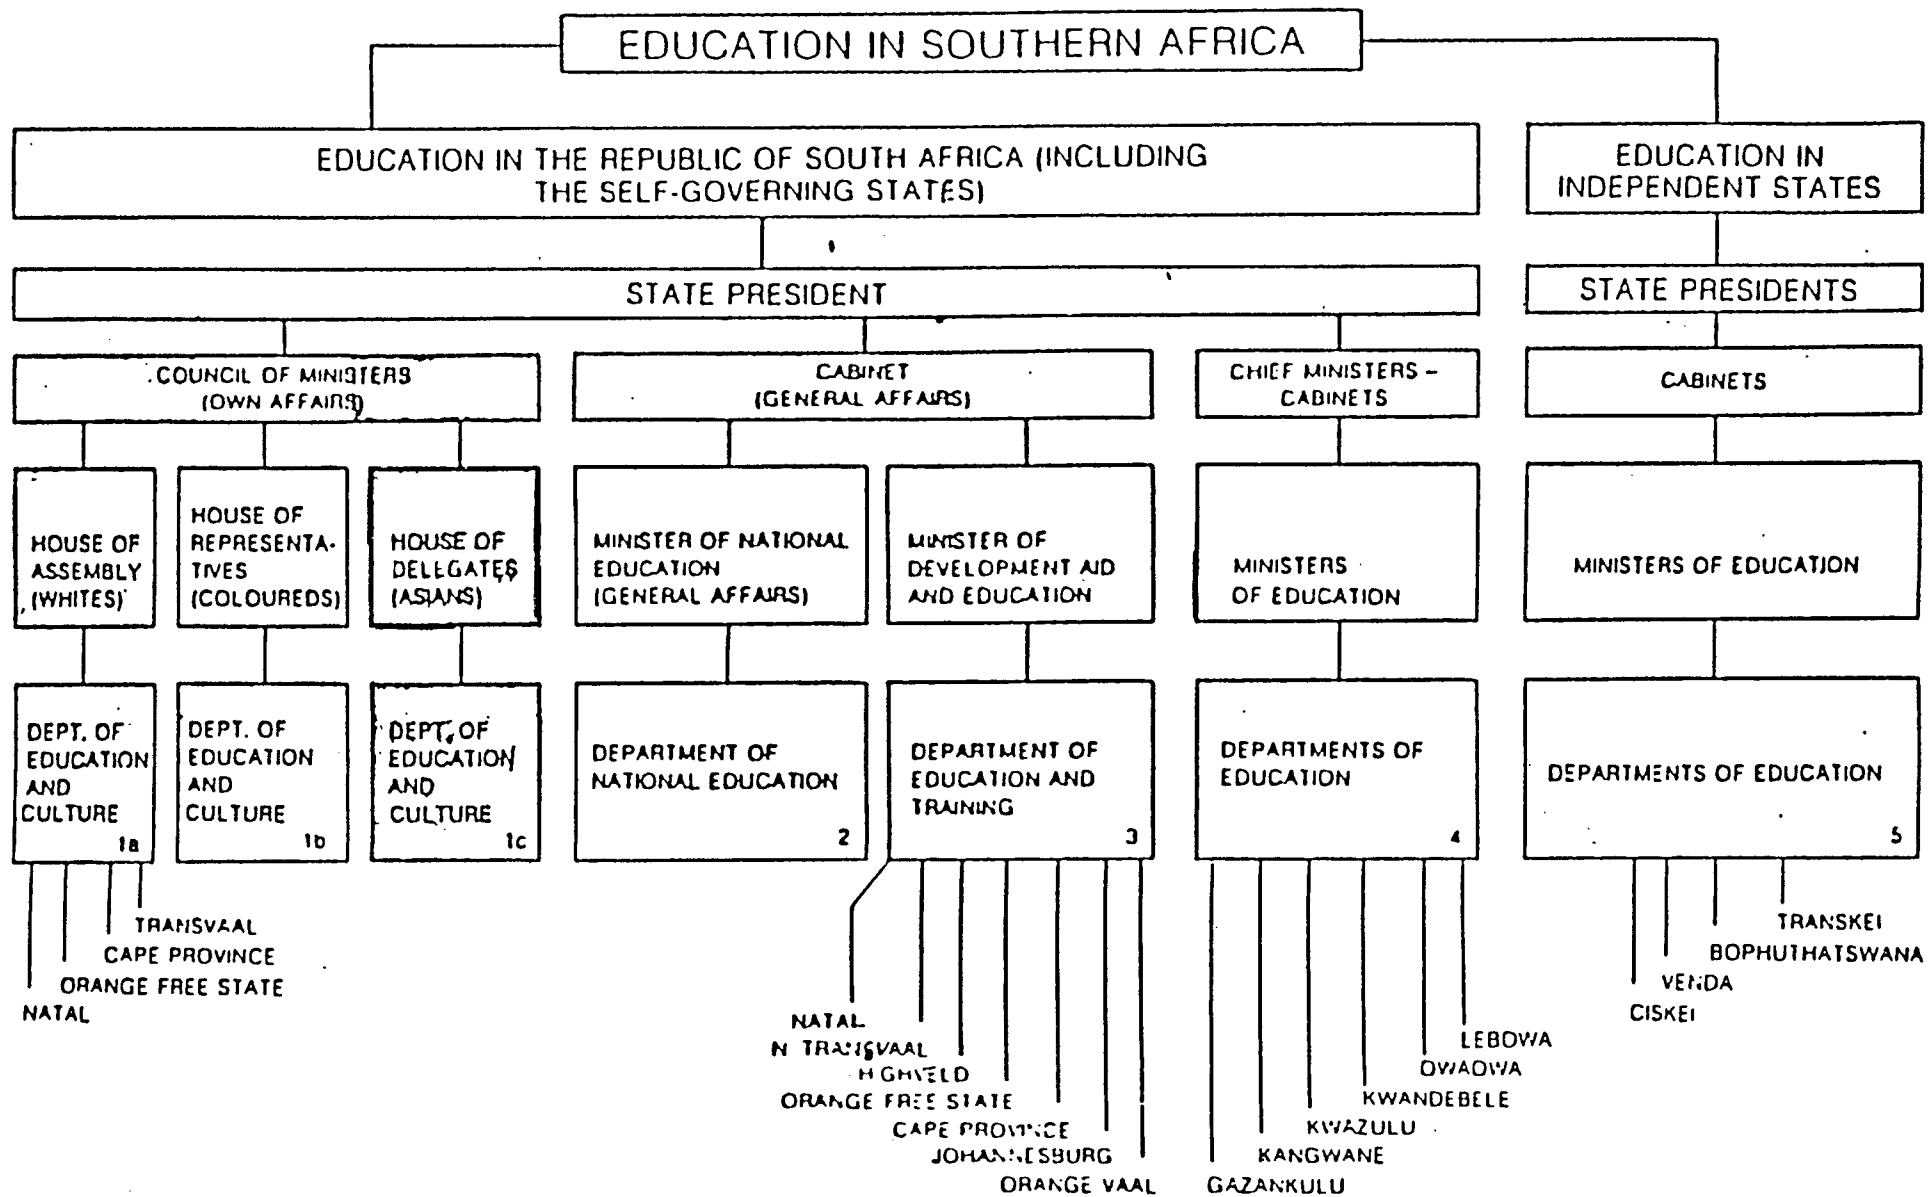 EDUCATION IN SOUTHERN AFRICA
EDUCATION IN THE REPUBLIC OF SOUTH AFRICA (INCLUDING
THE SELF-GOVERNING STATES)
EDUCATION IN
INDEPENDENT STATES
STATE PRESIDENT
STATE PRESIDENTS
COUNCIL OF MINISTERS
(OWN AFFAIRS)
CABINET
(GENERAL AFFAIRS)
CHIEF MINISTERS –
CABINETS
CABINETS
HOUSE OF
ASSEMBLY
(WHITES)
HOUSE OF
REPRESENTA-
TIVES
(COLOUREDS)
HOUSE OF
DELEGATES
(ASIANS)
MINISTER OF NATIONAL
EDUCATION
(GENERAL AFFAIRS)
MINISTER OF
DEVELOPMENT AID
AND EDUCATION
MINISTERS
OF EDUCATION
MINISTERS OF EDUCATION
DEPT. OF
EDUCATION
AND
CULTURE
1a
DEPT. OF
EDUCATION
AND
CULTURE
1b
DEPT. OF
EDUCATION
AND
CULTURE
1c
DEPARTMENT OF
NATIONAL EDUCATION
2
DEPARTMENT OF
EDUCATION AND
TRAINING
3
DEPARTMENTS OF
EDUCATION
4
DEPARTMENTS OF EDUCATION
5
TRANSVAAL
CAPE PROVINCE
ORANGE FREE STATE
NATAL
NATAL
N TRANSVAAL
HIGHVELD
ORANGE FREE STATE
CAPE PROVINCE
JOHANNESBURG
ORANGE VAAL
LEBOWA
QWAQWA
KWANDEBELE
KWAZULU
KANGWANE
GAZANKULU
TRANSKEI
BOPHUTHATSWANA
VENDA
CISKEI